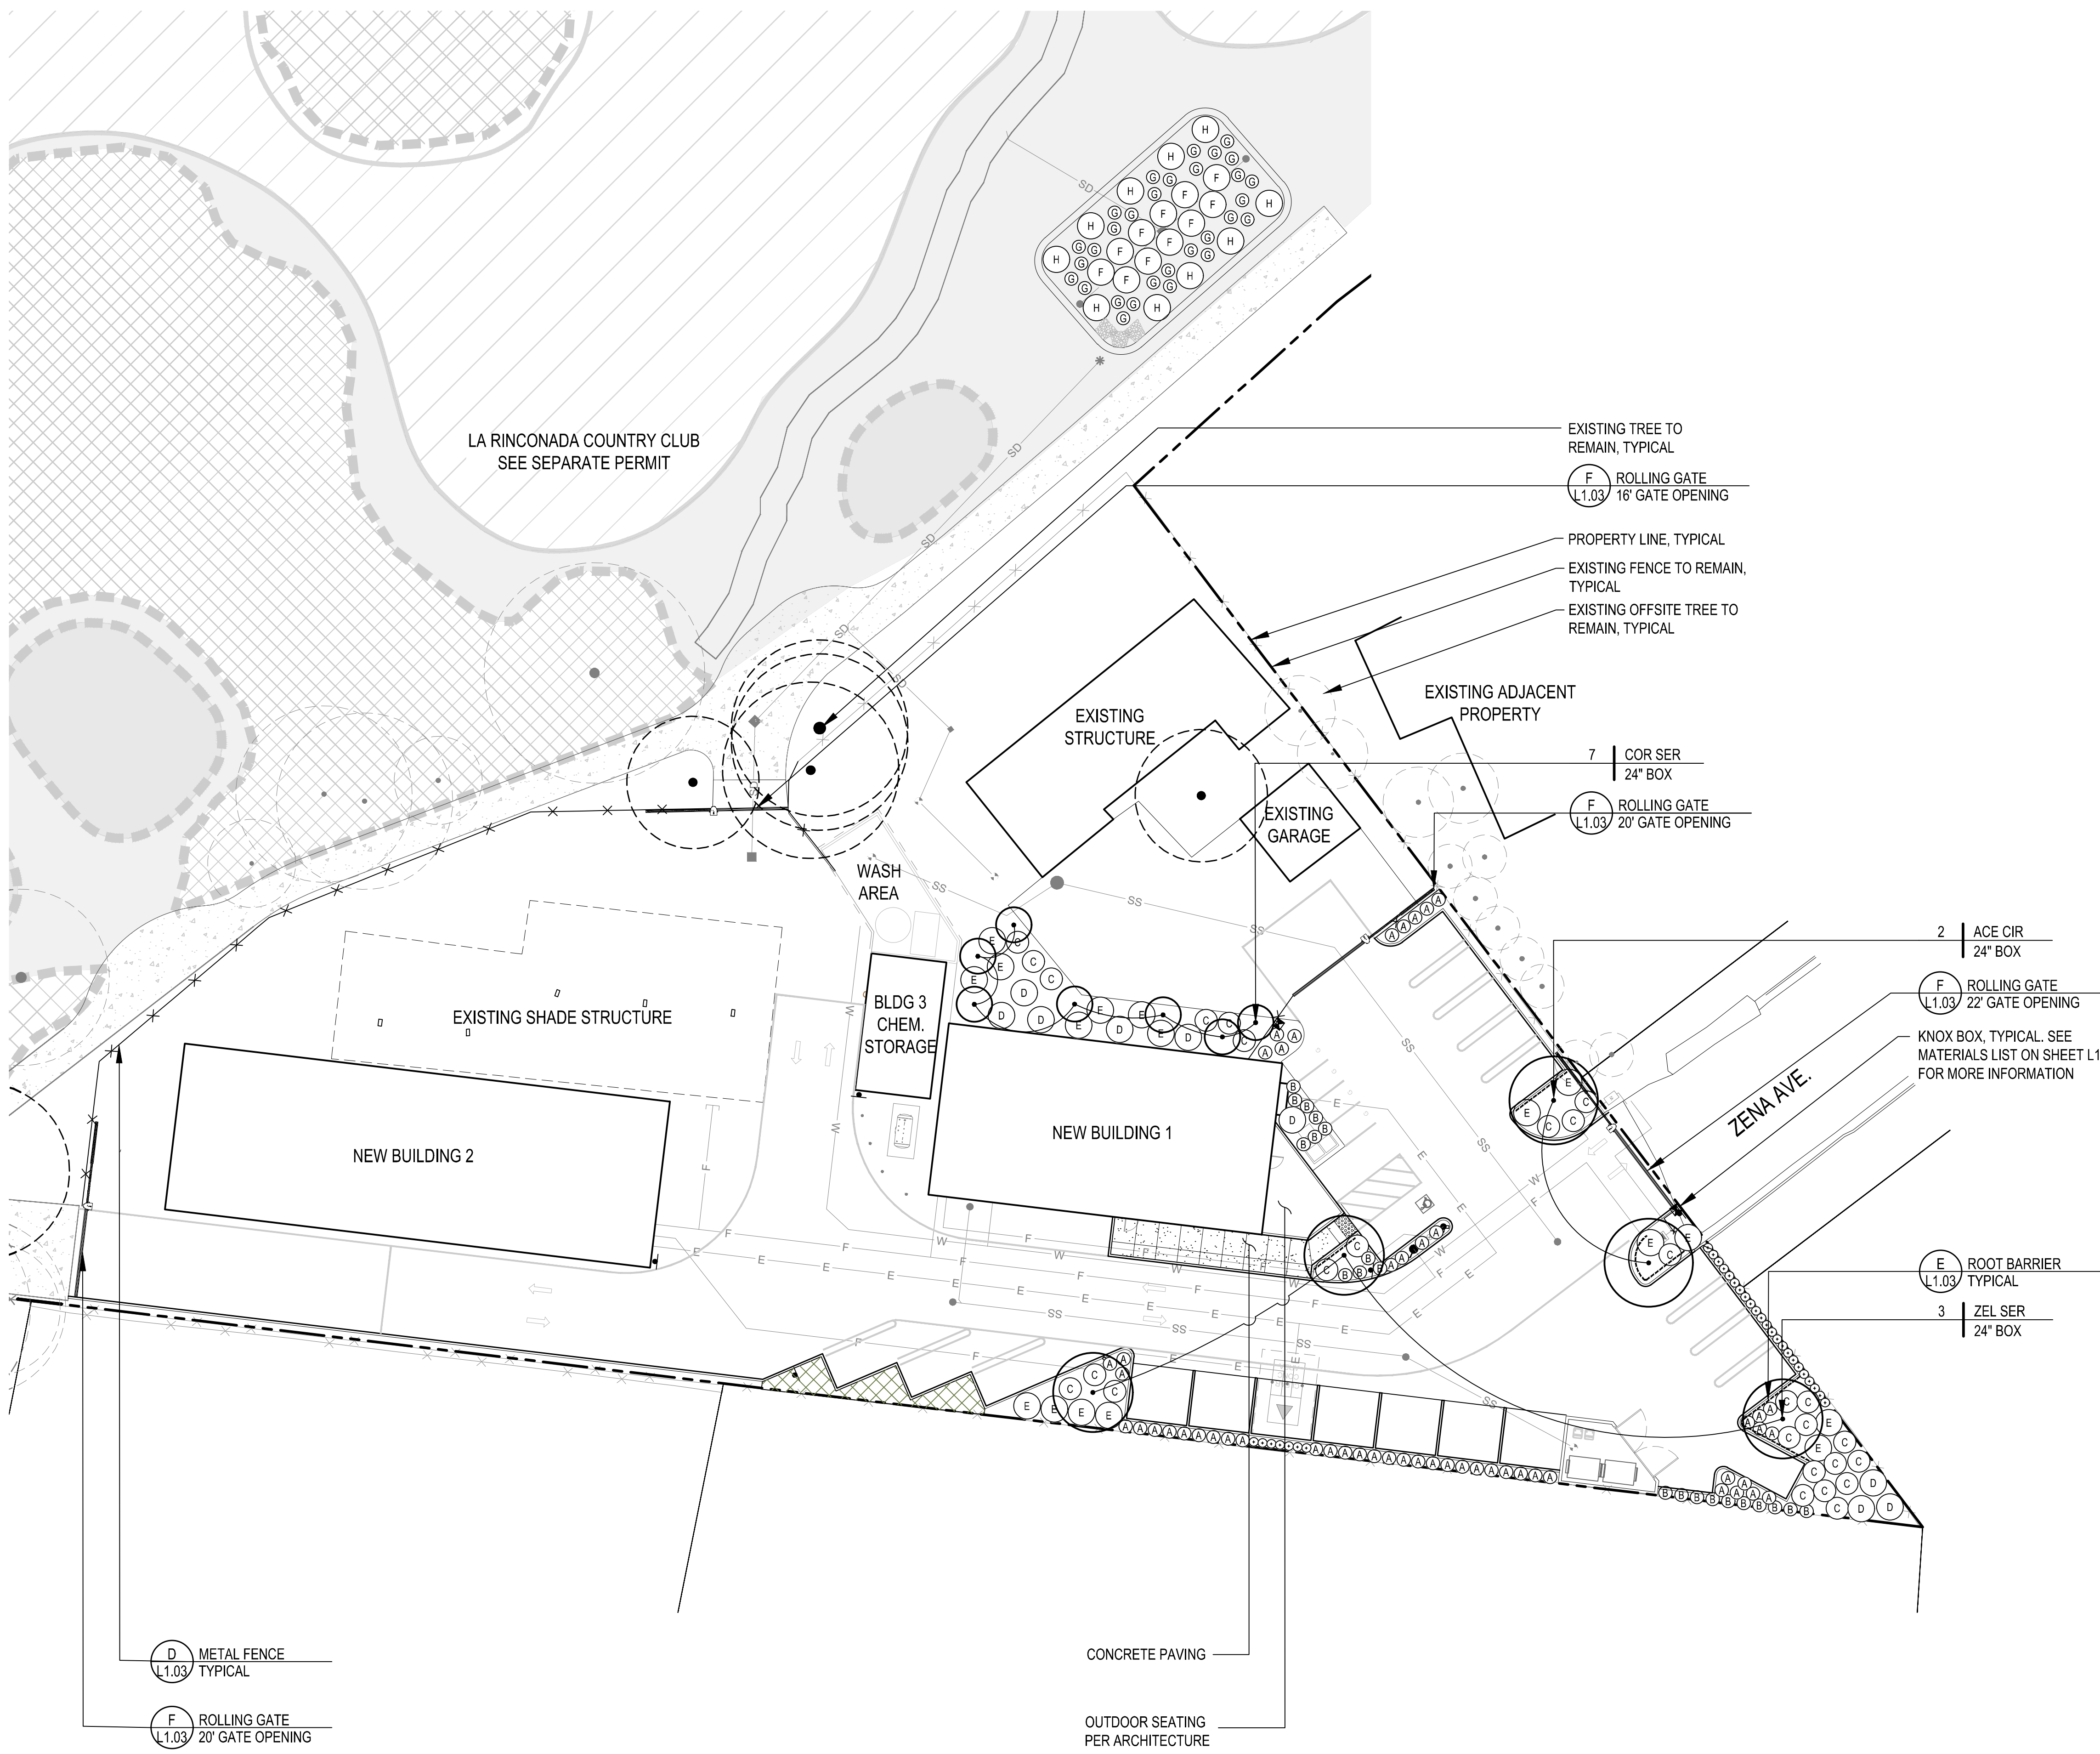 LA RINCONADA COUNTRY CLUB
SEE SEPARATE PERMIT
EXISTING TREE TO
REMAIN, TYPICAL
F
L1.03
ROLLING GATE
16' GATE OPENING
PROPERTY LINE, TYPICAL
EXISTING FENCE TO REMAIN,
TYPICAL
EXISTING OFFSITE TREE TO
REMAIN, TYPICAL
EXISTING ADJACENT
PROPERTY
EXISTING
STRUCTURE
7 COR SER
24" BOX
F
L1.03
ROLLING GATE
20' GATE OPENING
EXISTING
GARAGE
WASH
AREA
2 ACE CIR
24" BOX
F
L1.03
ROLLING GATE
22' GATE OPENING
KNOX BOX, TYPICAL. SEE
MATERIALS LIST ON SHEET L1
FOR MORE INFORMATION
ZENA AVE.
EXISTING SHADE STRUCTURE
BLDG 3
CHEM.
STORAGE
NEW BUILDING 2
NEW BUILDING 1
E
L1.03
ROOT BARRIER
TYPICAL
3 ZEL SER
24" BOX
D
L1.03
METAL FENCE
TYPICAL
F
L1.03
ROLLING GATE
20' GATE OPENING
CONCRETE PAVING
OUTDOOR SEATING
PER ARCHITECTURE